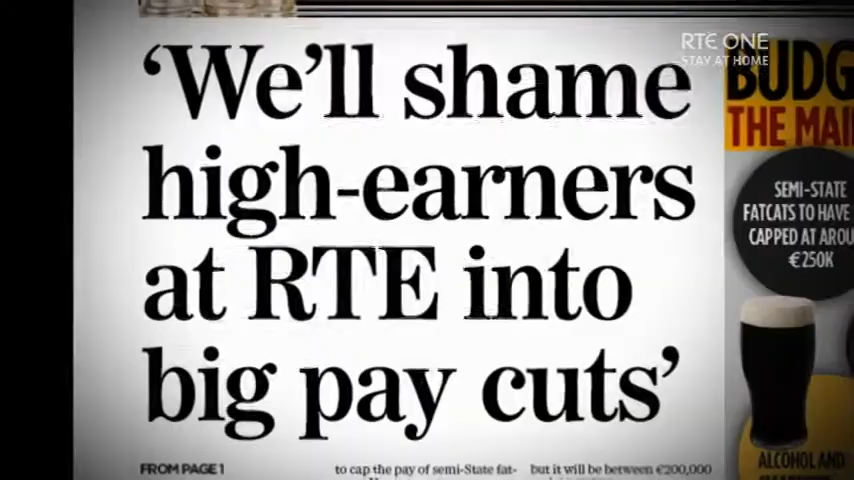 RTÉ ONE
STAY AT HOME
'We'll shame
high-earners
at RTE into
big pay cuts'
FROM PAGE 1
to cap the pay of semi-State fat-
but it will be between €200,000
BUDG
THE MAI
SEMI-STATE
FATCATS TO HAVE
CAPPED AT AROU
€250K
ALCOHOL AND